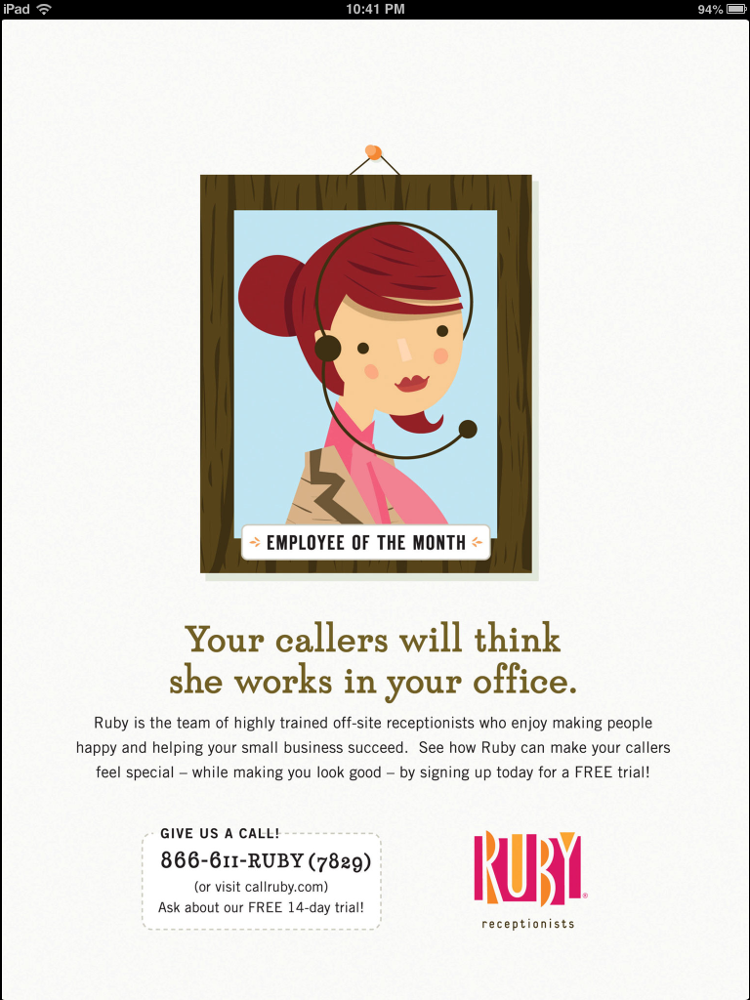 iPad 10:41 PM 94%
EMPLOYEE OF THE MONTH
Your callers will think
she works in your office.
Ruby is the team of highly trained off-site receptionists who enjoy making people
happy and helping your small business succeed.  See how Ruby can make your callers
feel special – while making you look good – by signing up today for a FREE trial!
GIVE US A CALL!
866-611-RUBY (7829)
(or visit callruby.com)
Ask about our FREE 14-day trial!
RUBY®
receptionists